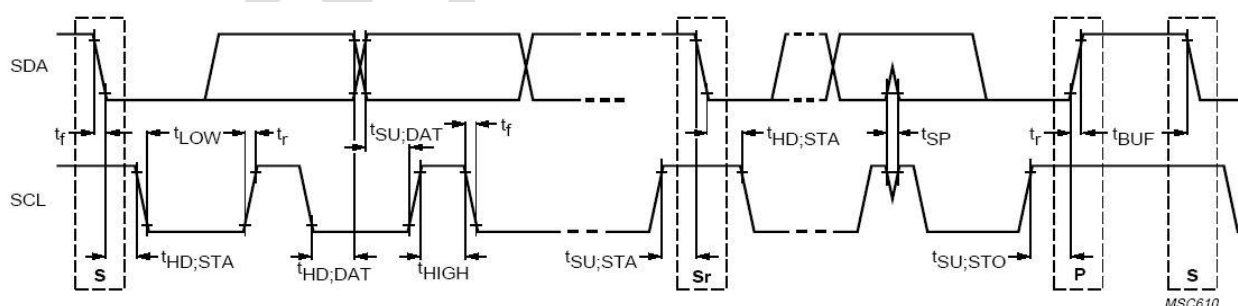 SDA
tf tLOW tr tSU;DAT tf tHD;STA tSP tr tBUF
SCL
tHD;STA tHD;DAT tHIGH tSU;STA tSU;STO
S Sr P S
MSC610